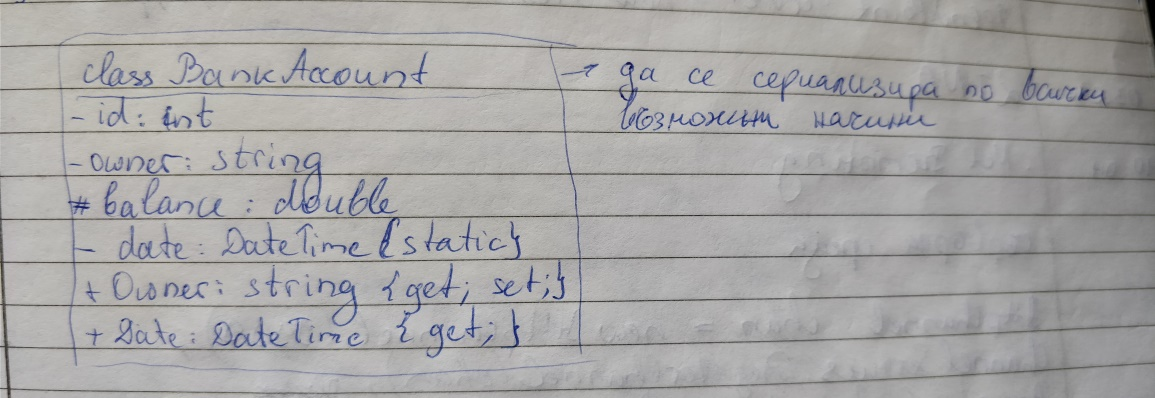 class BankAccount
- id: int
- owner: string
# balance: double
- date: DateTime {static}
+ Owner: string {get; set;}
+ Date: DateTime {get;}
→ да се сериализира по всички
възможни начини